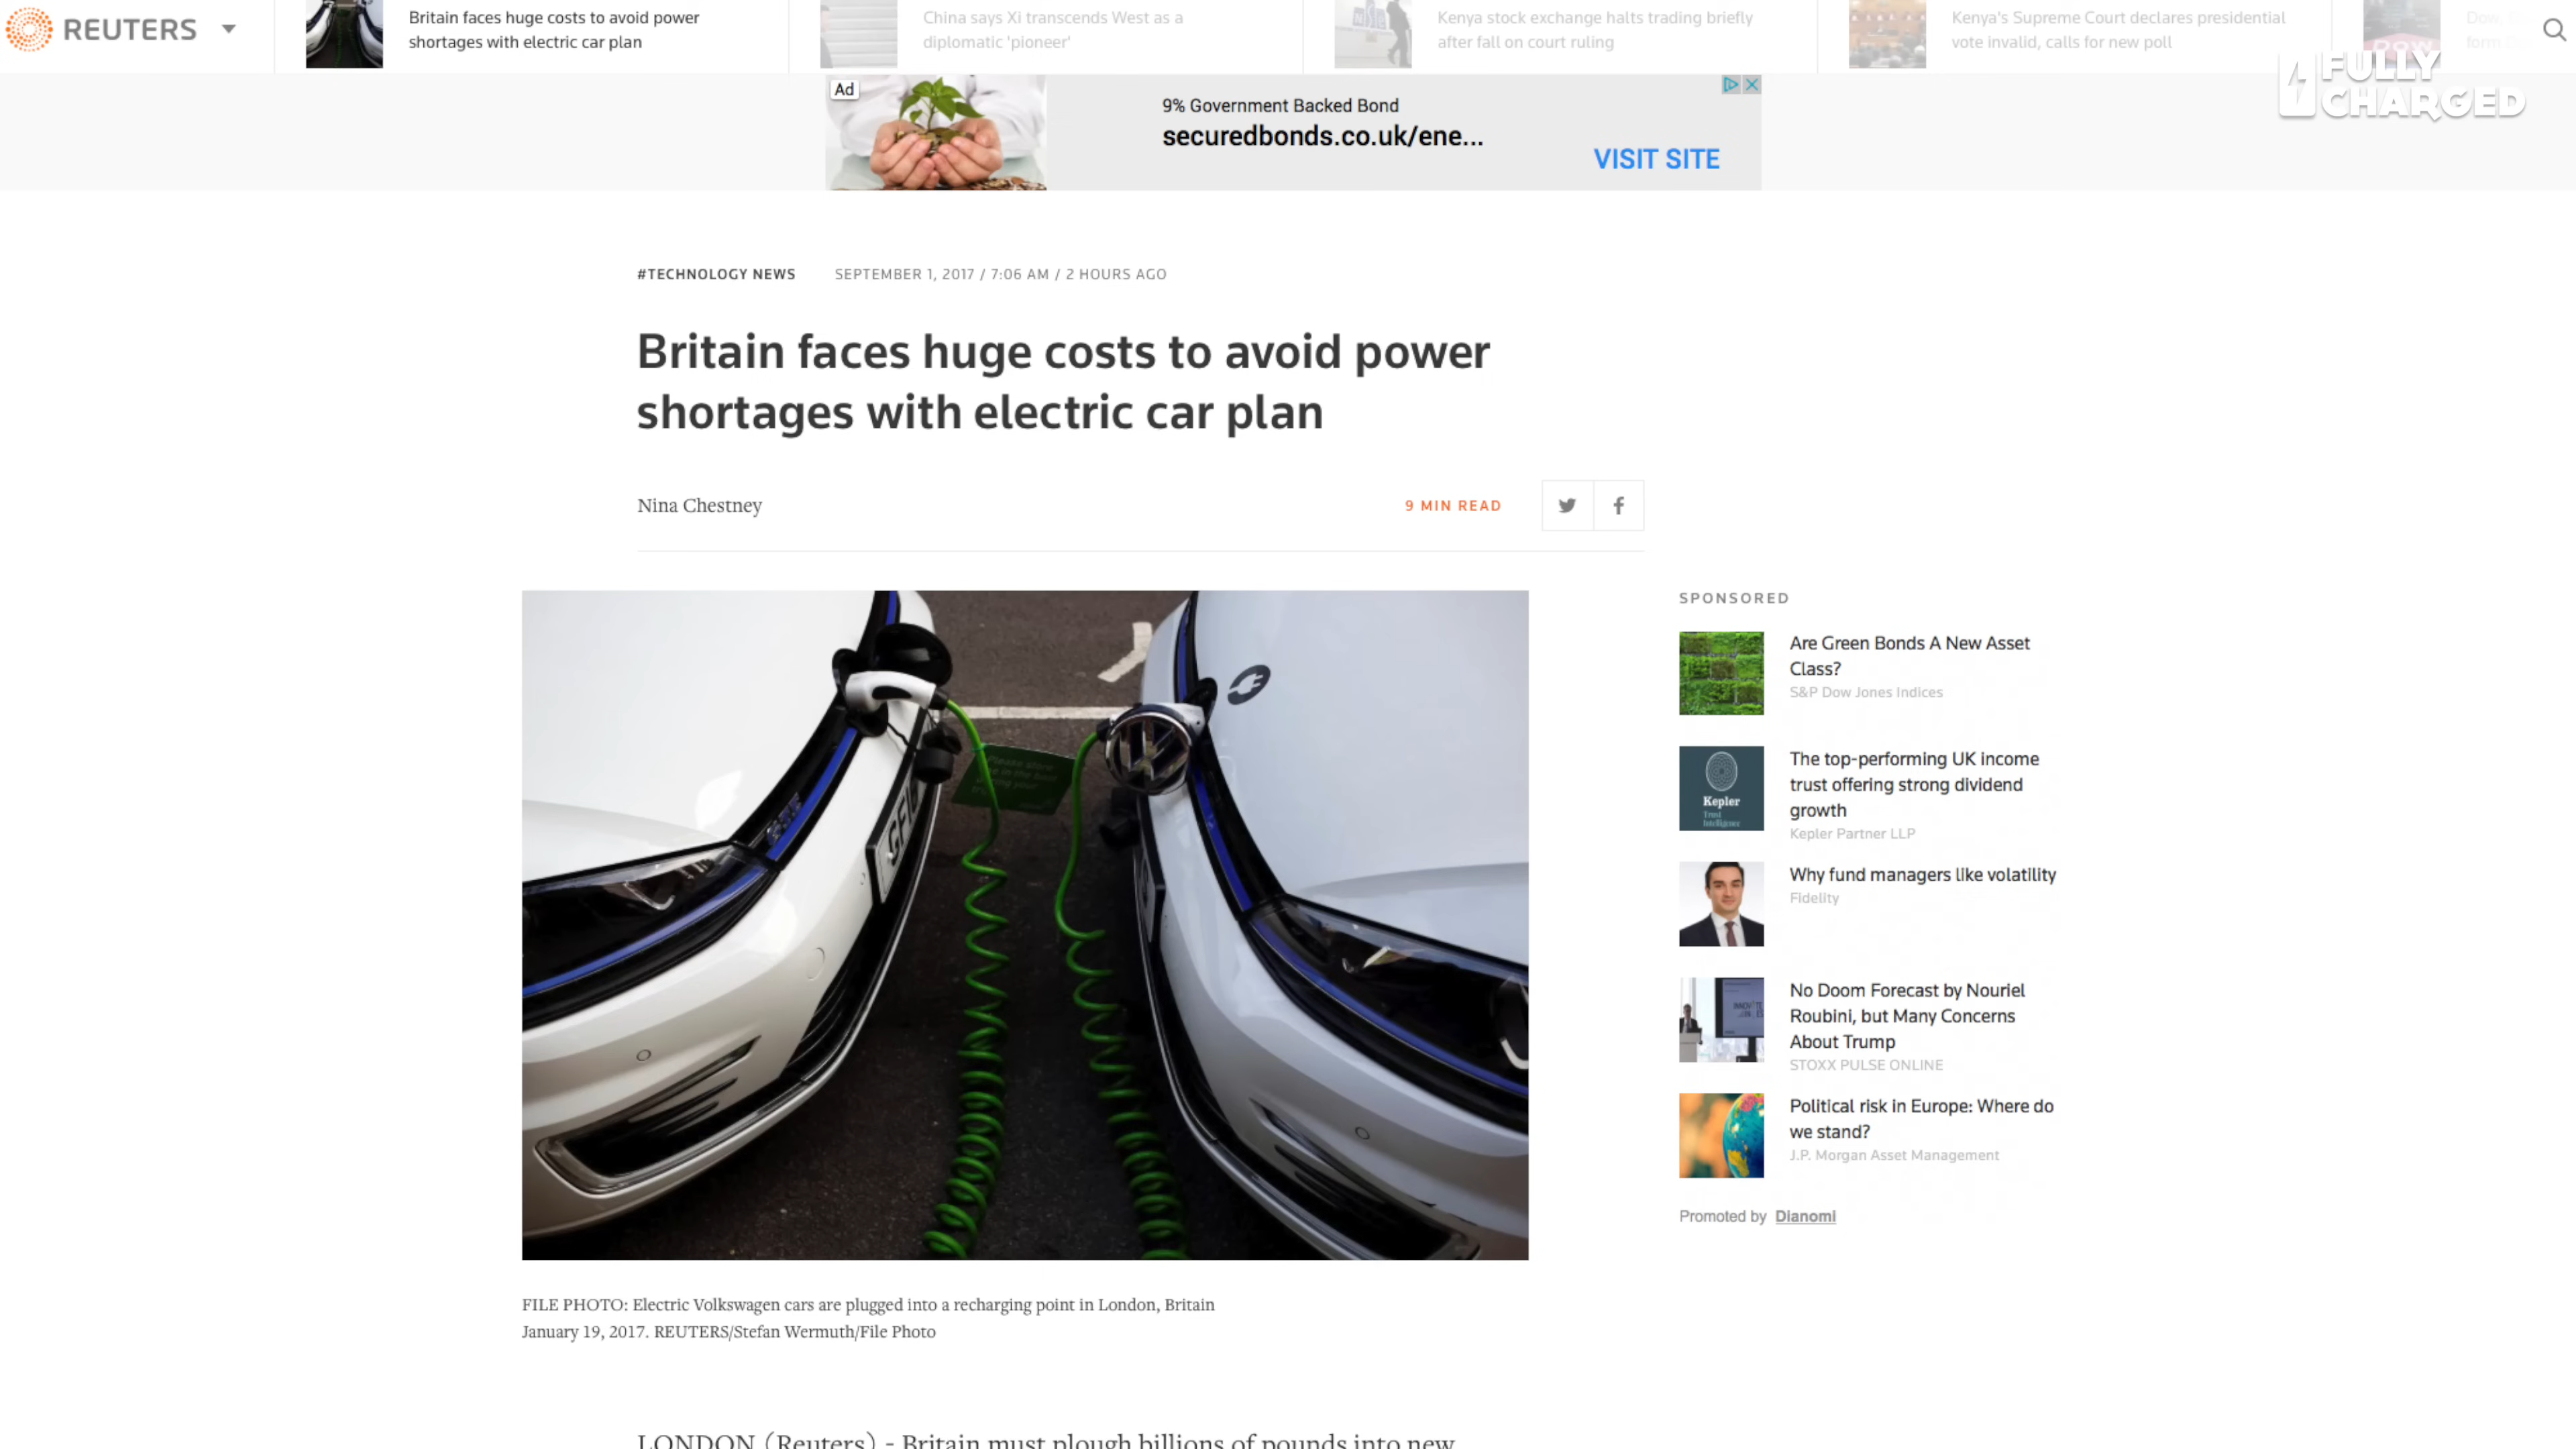 REUTERS
Britain faces huge costs to avoid power
shortages with electric car plan
China says Xi transcends West as a
diplomatic 'pioneer'
Kenya stock exchange halts trading briefly
after fall on court ruling
Kenya's Supreme Court declares presidential
vote invalid, calls for new poll
DOW
FULLY
CHARGED
Ad
9% Government Backed Bond
securedbonds.co.uk/ene...
VISIT SITE
#TECHNOLOGY NEWS SEPTEMBER 1, 2017 / 7:06 AM / 2 HOURS AGO
Britain faces huge costs to avoid power
shortages with electric car plan
Nina Chestney
9 MIN READ
SPONSORED
Are Green Bonds A New Asset
Class?
S&P Dow Jones Indices
Kepler
Trust
Intelligence
The top-performing UK income
trust offering strong dividend
growth
Kepler Partner LLP
Why fund managers like volatility
Fidelity
No Doom Forecast by Nouriel
Roubini, but Many Concerns
About Trump
STOXX PULSE ONLINE
Political risk in Europe: Where do
we stand?
J.P. Morgan Asset Management
Promoted by Dianomi
FILE PHOTO: Electric Volkswagen cars are plugged into a recharging point in London, Britain
January 19, 2017. REUTERS/Stefan Wermuth/File Photo
LONDON (Reuters) - Britain must plough billions of pounds into new